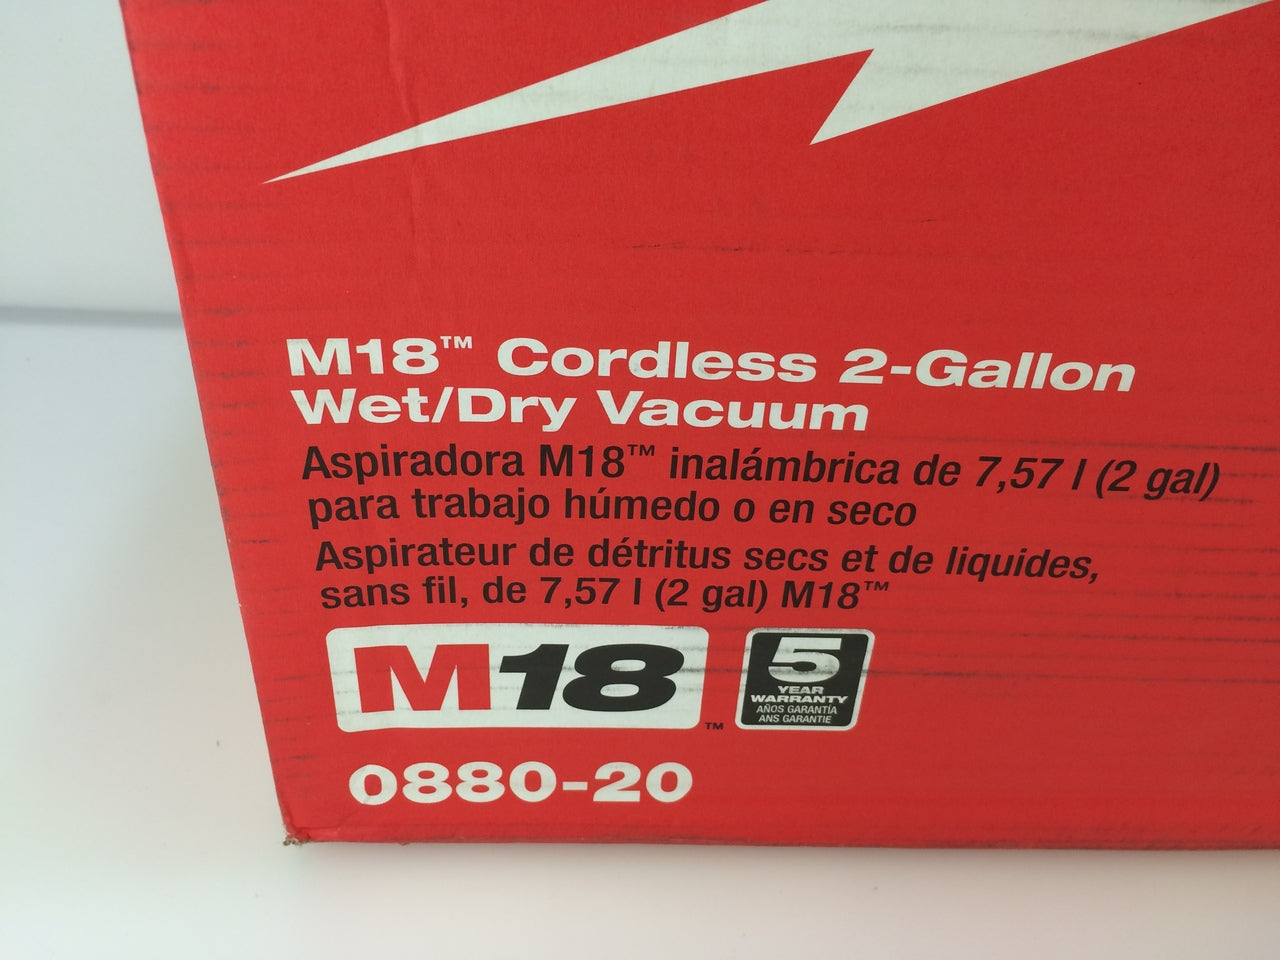 M18™ Cordless 2-Gallon
Wet/Dry Vacuum
Aspiradora M18™ inalámbrica de 7,57 l (2 gal)
para trabajo húmedo o en seco
Aspirateur de détritus secs et de liquides,
sans fil, de 7,57 l (2 gal) M18™
M18™
5
YEAR
WARRANTY
AÑOS GARANTÍA
ANS GARANTIE
0880-20